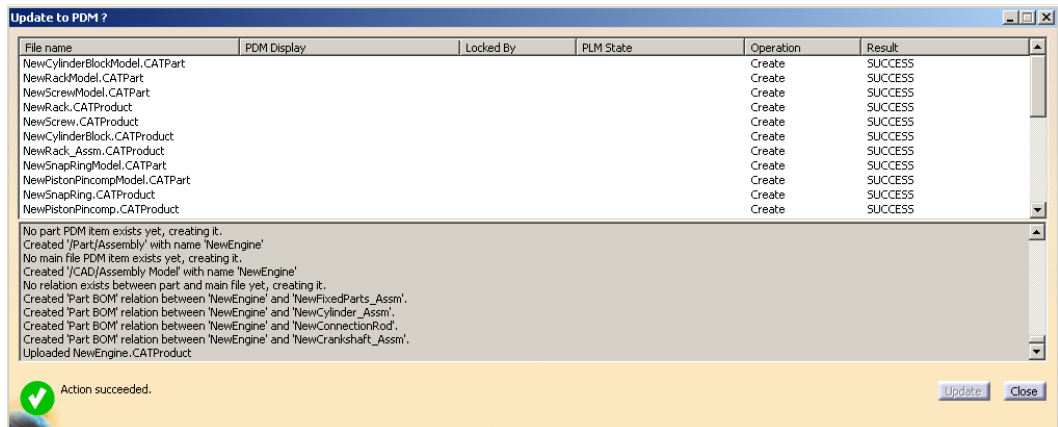 Update to PDM ?
File name PDM Display Locked By PLM State Operation Result
NewCylinderBlockModel.CATPart Create SUCCESS
NewRackModel.CATPart Create SUCCESS
NewScrewModel.CATPart Create SUCCESS
NewRack.CATProduct Create SUCCESS
NewScrew.CATProduct Create SUCCESS
NewCylinderBlock.CATProduct Create SUCCESS
NewRack_Assm.CATProduct Create SUCCESS
NewSnapRingModel.CATPart Create SUCCESS
NewPistonPincompModel.CATPart Create SUCCESS
NewSnapRing.CATProduct Create SUCCESS
NewPistonPincomp.CATProduct Create SUCCESS
No part PDM item exists yet, creating it.
Created '/Part/Assembly' with name 'NewEngine'
No main file PDM item exists yet, creating it.
Created '/CAD/Assembly Model' with name 'NewEngine'
No relation exists between part and main file yet, creating it.
Created 'Part BOM' relation between 'NewEngine' and 'NewFixedParts_Assm'.
Created 'Part BOM' relation between 'NewEngine' and 'NewCylinder_Assm'.
Created 'Part BOM' relation between 'NewEngine' and 'NewConnectionRod'.
Created 'Part BOM' relation between 'NewEngine' and 'NewCrankshaft_Assm'.
Uploaded NewEngine.CATProduct
Action succeeded.
Update Close